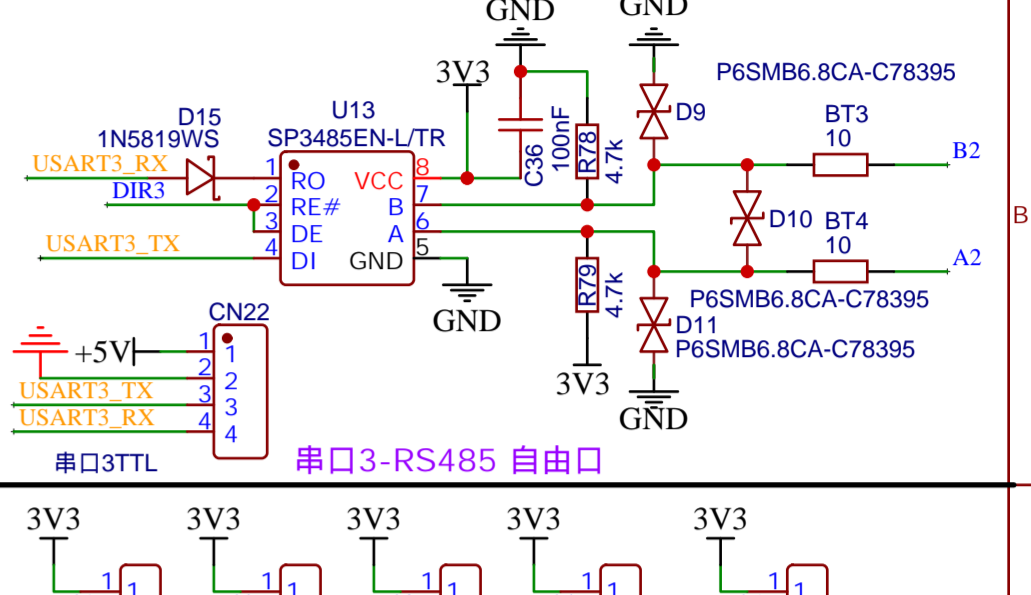 GND
GND
3V3
P6SMB6.8CA-C78395
D15
1N5819WS
U13
SP3485EN-L/TR
C36
100nF
R78
4.7k
D9
BT3
10
B2
USART3_RX
DIR3
USART3_TX
1
2
3
4
RO
RE#
DE
DI
VCC
B
A
GND
8
7
6
5
D10
BT4
10
A2
R79
4.7k
P6SMB6.8CA-C78395
D11
P6SMB6.8CA-C78395
GND
3V3
GND
CN22
+5V
1
1
2
2
USART3_TX
3
3
USART3_RX
4
4
串口3TTL
串口3-RS485 自由口
B
3V3
3V3
3V3
3V3
3V3
1
1
1
1
1
1
1
1
1
1